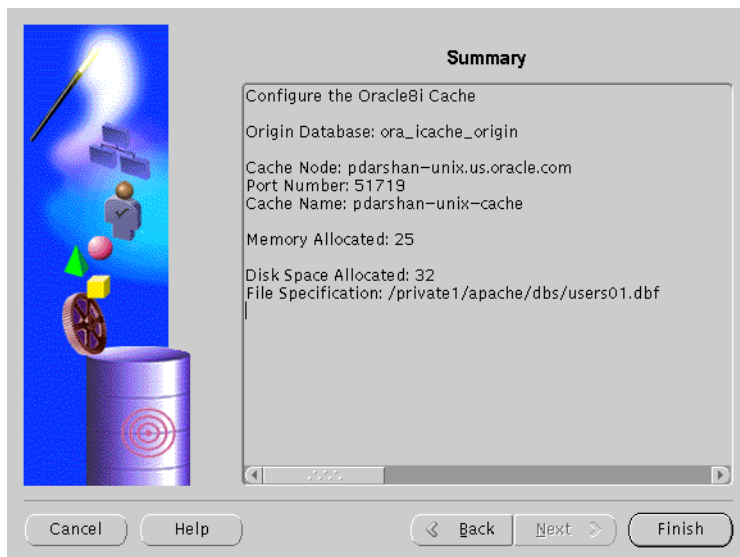 Summary
Configure the Oracle8i Cache
Origin Database: ora_icache_origin
Cache Node: pdarshan-unix.us.oracle.com
Port Number: 51719
Cache Name: pdarshan-unix-cache
Memory Allocated: 25
Disk Space Allocated: 32
File Specification: /private1/apache/dbs/users01.dbf
Cancel Help Back Next Finish